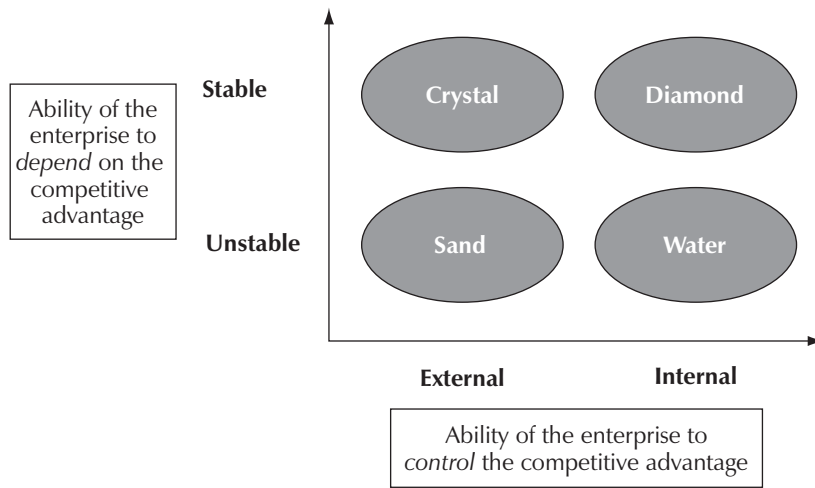 Stable
Crystal
Diamond
Ability of the
enterprise to
depend on the
competitive
advantage
Unstable
Sand
Water
External
Internal
Ability of the enterprise to
control the competitive advantage